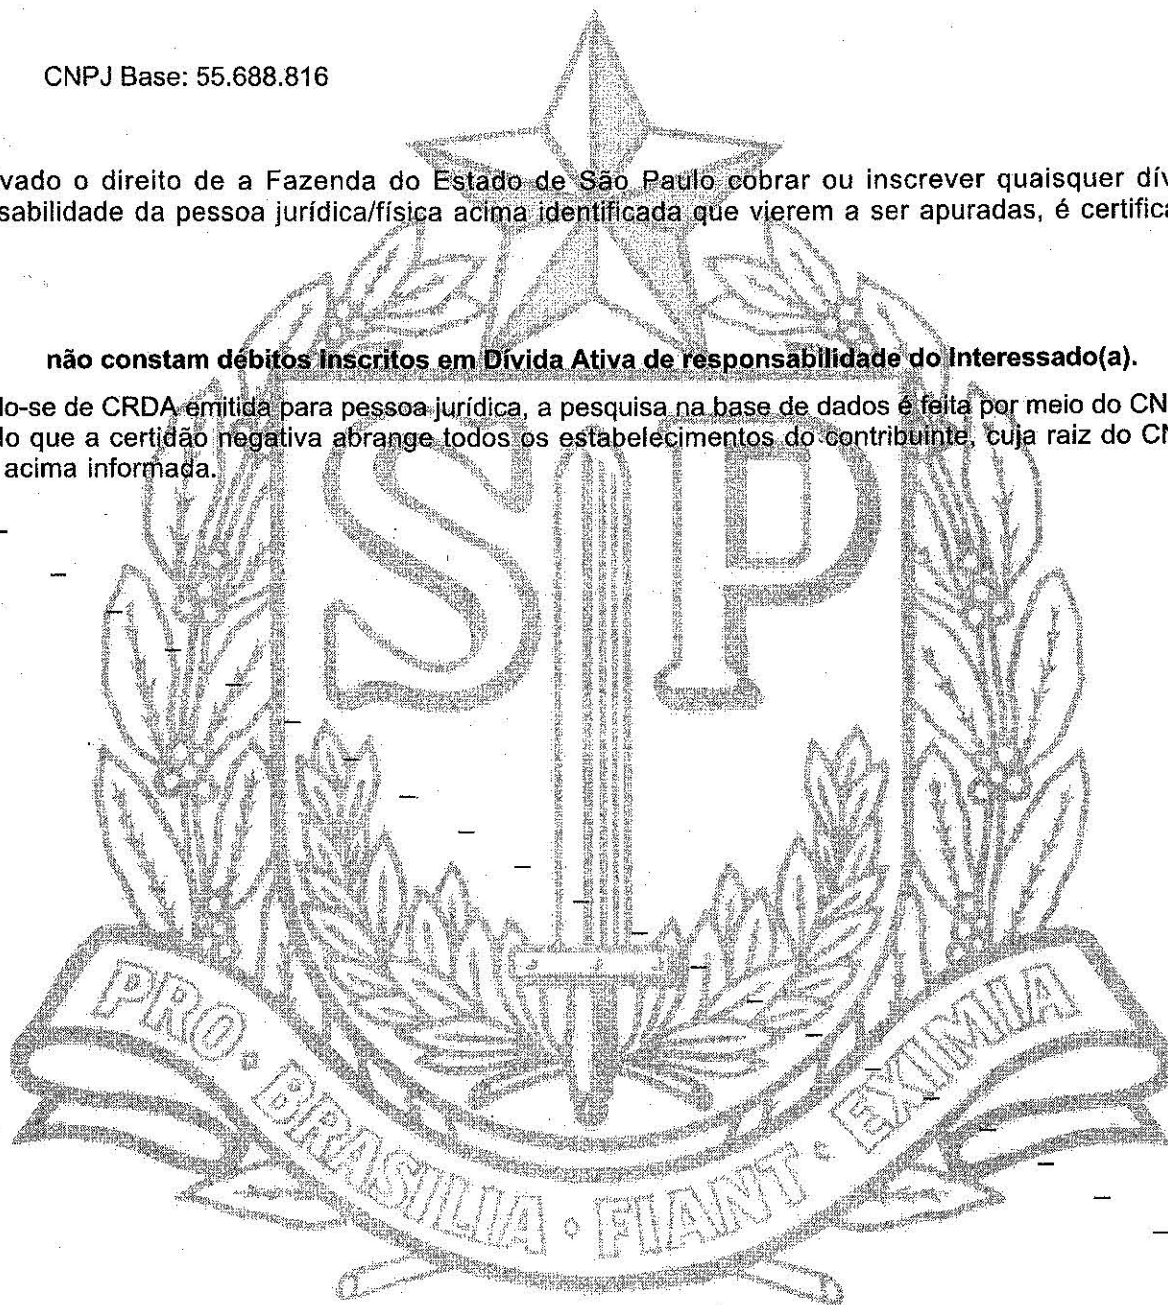 CNPJ Base: 55.688.816
vado o direito de a Fazenda do Estado de São Paulo cobrar ou inscrever quaisquer dív
sabilidade da pessoa jurídica/física acima identificada que vierem a ser apuradas, é certifica
não constam débitos inscritos em Dívida Ativa de responsabilidade do Interessado(a).
do-se de CRDA emitida para pessoa jurídica, a pesquisa na base de dados é feita por meio do CN
do que a certidão negativa abrange todos os estabelecimentos do contribuinte, cuja raiz do CN
acima informada.
SP
PRO · BRASILIA · FIANT · EXIMIA